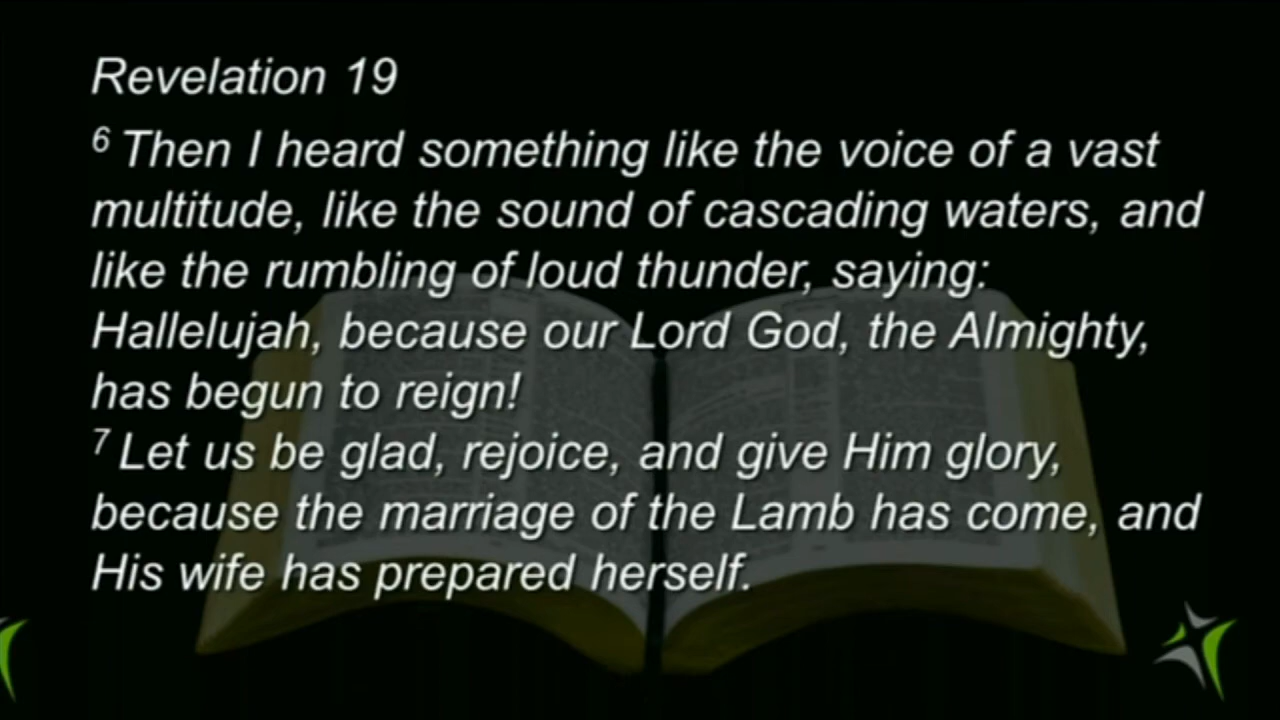 Revelation 19
6 Then I heard something like the voice of a vast
multitude, like the sound of cascading waters, and
like the rumbling of loud thunder, saying:
Hallelujah, because our Lord God, the Almighty,
has begun to reign!
7 Let us be glad, rejoice, and give Him glory,
because the marriage of the Lamb has come, and
His wife has prepared herself.